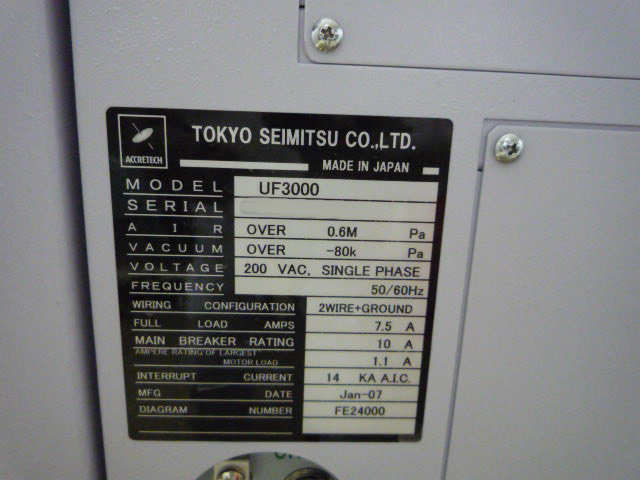 ACCRETECH
TOKYO SEIMITSU CO.,LTD.
MADE IN JAPAN
MODEL UF3000
SERIAL
AIR OVER 0.6M Pa
VACUUM OVER -80k Pa
VOLTAGE 200 VAC, SINGLE PHASE
FREQUENCY 50/60Hz
WIRING CONFIGURATION 2WIRE+GROUND
FULL LOAD AMPS 7.5 A
MAIN BREAKER RATING 10 A
AMPERE RATING OF LARGEST
MOTOR LOAD 1.1 A
INTERRUPT CURRENT 14 KA A.I.C.
MFG DATE Jan-07
DIAGRAM NUMBER FE24000